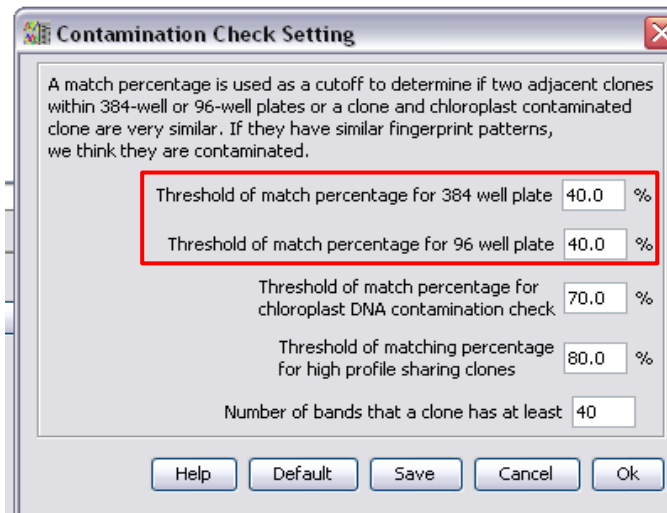 Contamination Check Setting
A match percentage is used as a cutoff to determine if two adjacent clones
within 384-well or 96-well plates or a clone and chloroplast contaminated
clone are very similar. If they have similar fingerprint patterns,
we think they are contaminated.
Threshold of match percentage for 384 well plate 40.0 %
Threshold of match percentage for 96 well plate 40.0 %
Threshold of match percentage for
chloroplast DNA contamination check 70.0 %
Threshold of matching percentage
for high profile sharing clones 80.0 %
Number of bands that a clone has at least 40
Help Default Save Cancel Ok